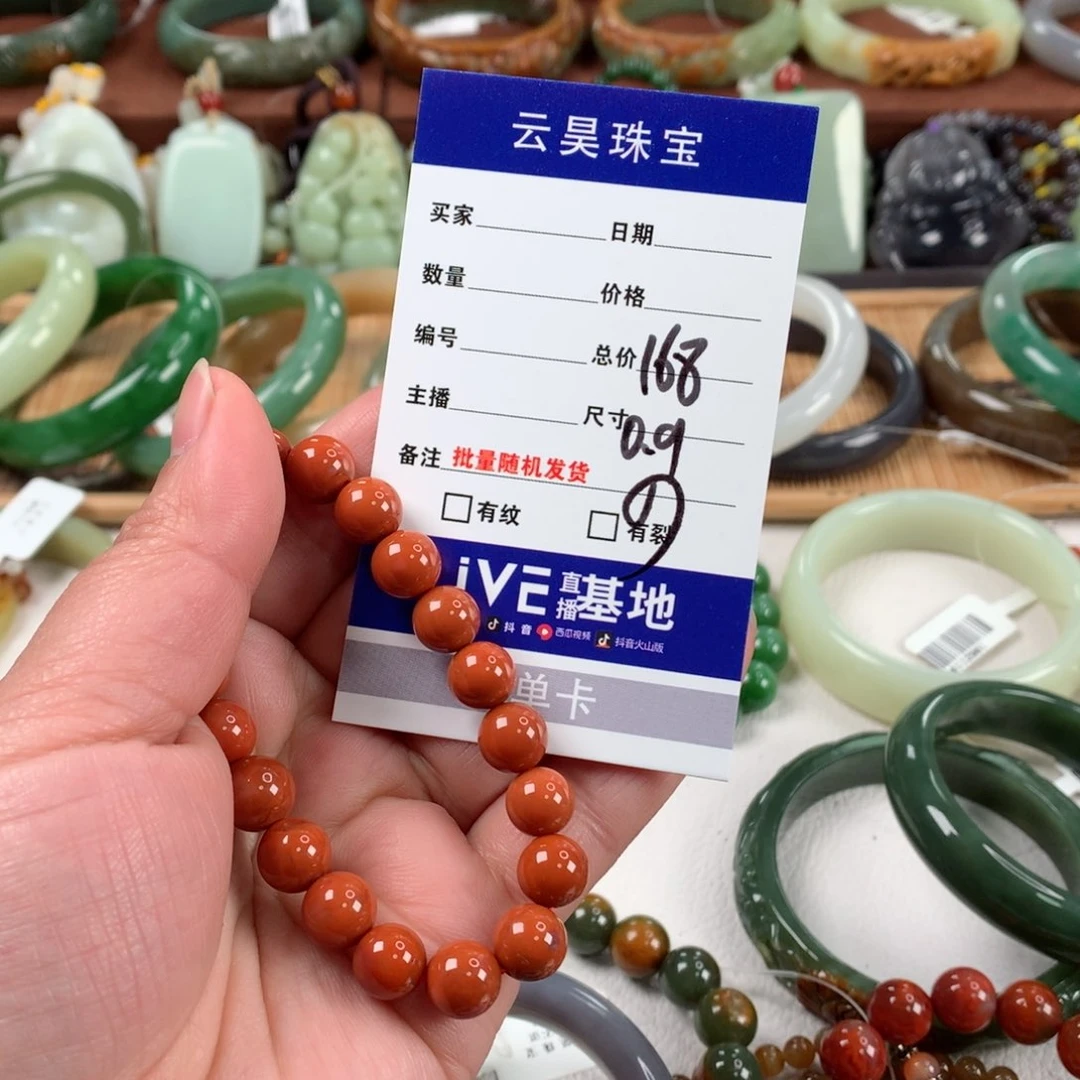 云昊珠宝
买家 日期
数量 价格
编号 总价 168
主播 尺寸 0.9
备注 批量随机发货
有纹 有裂
iVE 直播基地
抖音 西瓜视频 抖音火山版
单卡